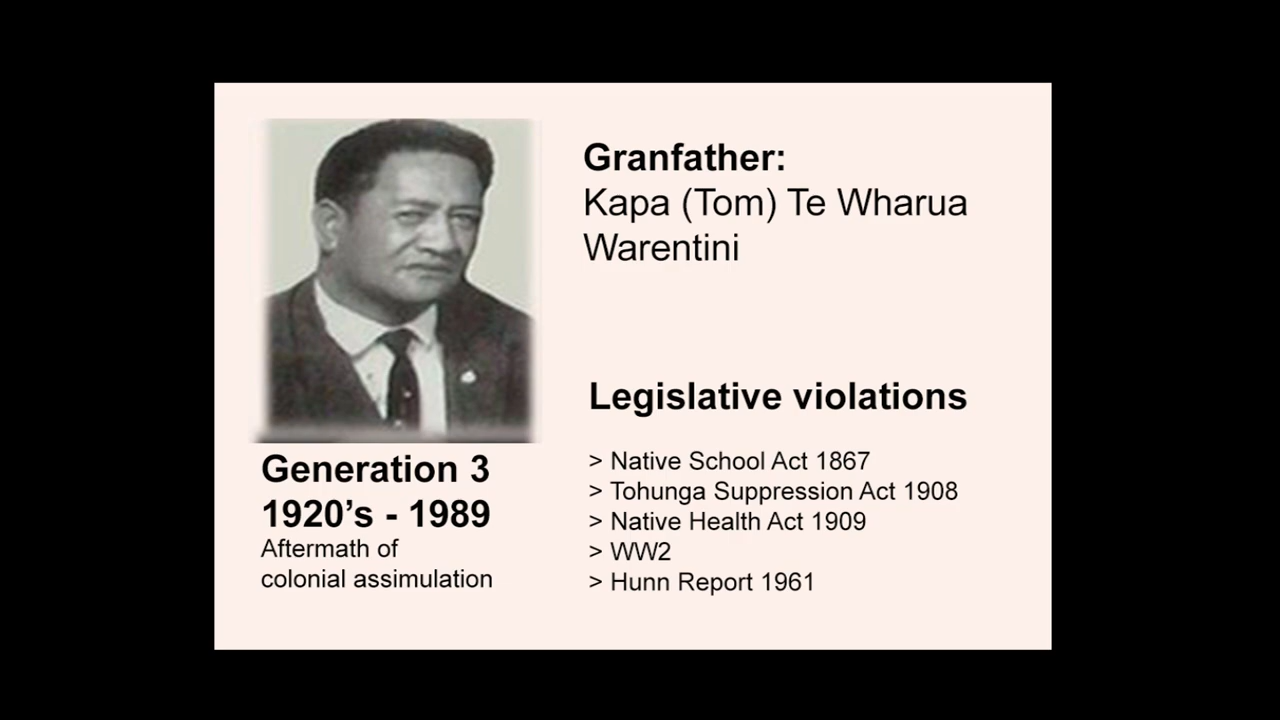 Granfather:
Kapa (Tom) Te Wharua
Warentini
Generation 3
1920’s - 1989
Aftermath of
colonial assimulation
Legislative violations
> Native School Act 1867
> Tohunga Suppression Act 1908
> Native Health Act 1909
> WW2
> Hunn Report 1961